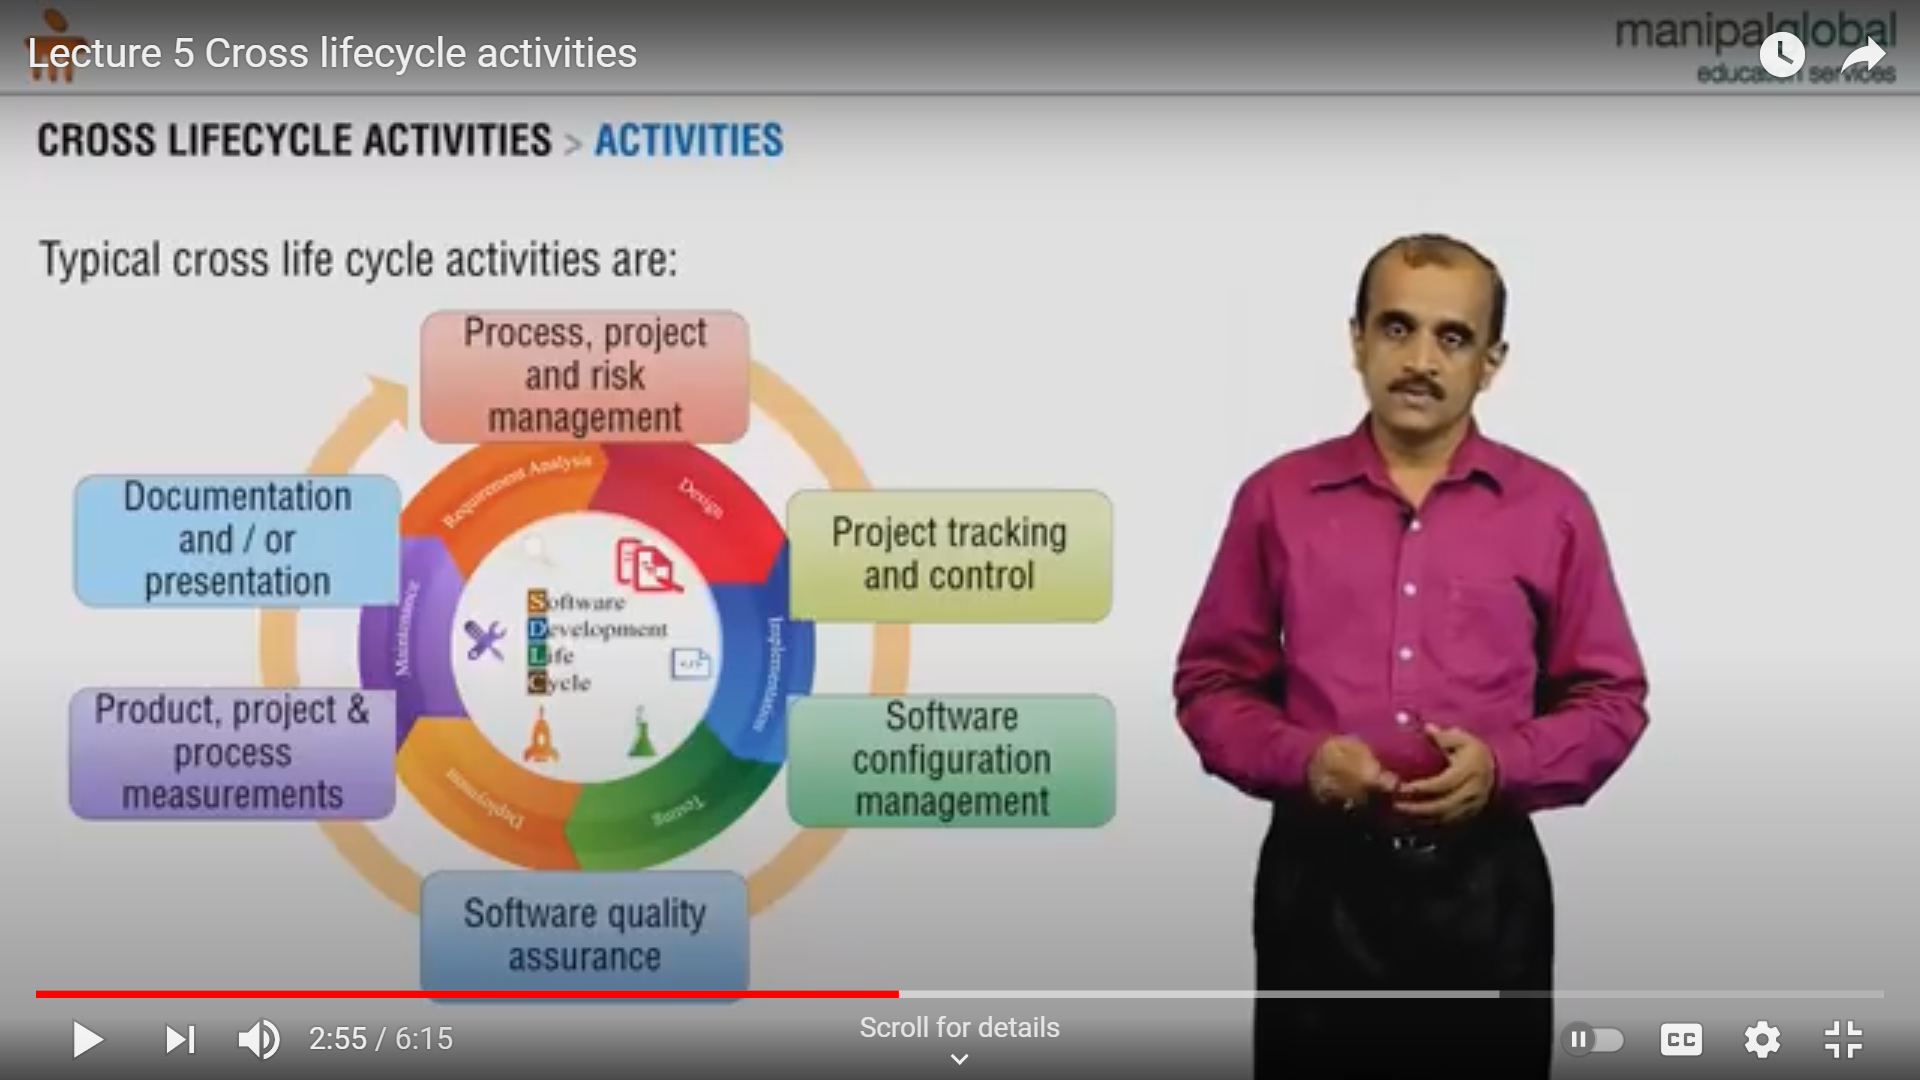 manipalglobal
education services
Lecture 5 Cross lifecycle activities
CROSS LIFECYCLE ACTIVITIES > ACTIVITIES
Typical cross life cycle activities are:
Process, project
and risk
management
Project tracking
and control
Software
configuration
management
Software quality
assurance
Product, project &
process
measurements
Documentation
and / or
presentation
Requirement Analysis
Design
Implementation
Testing
Deployment
Maintenance
Software
Development
Life
Cycle
</>
2:55 / 6:15
Scroll for details
CC